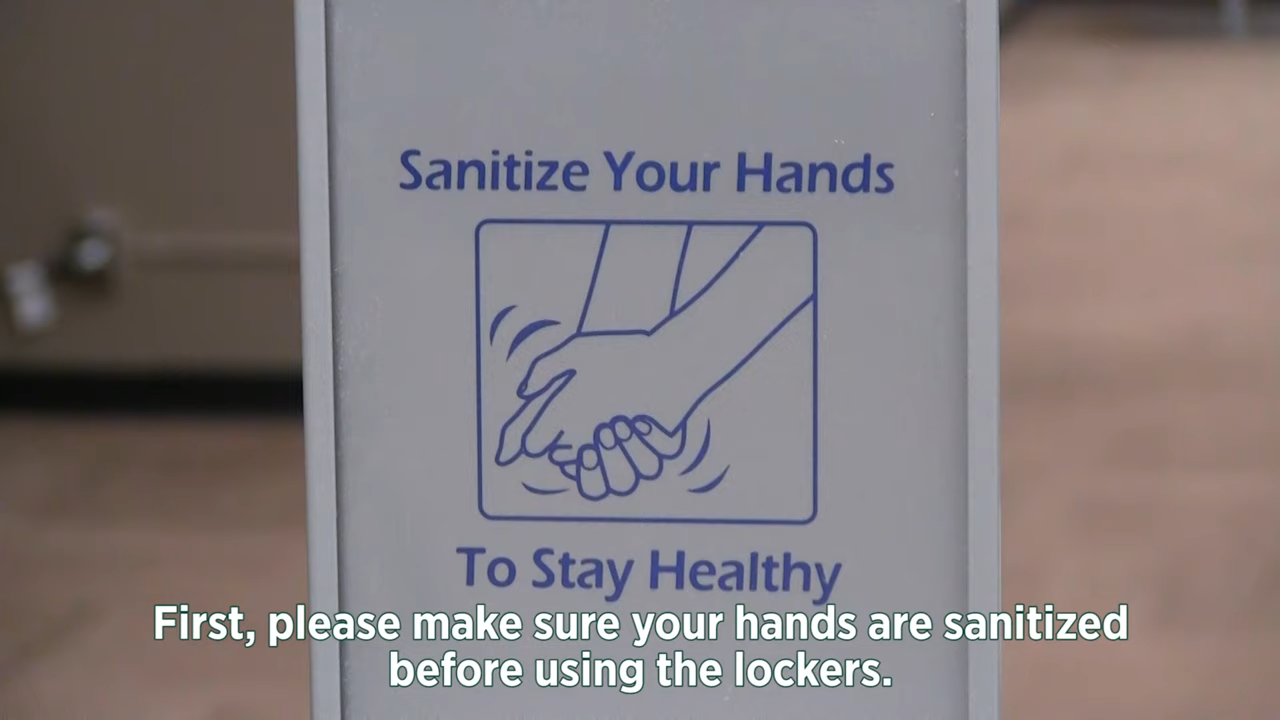 Sanitize Your Hands
To Stay Healthy
First, please make sure your hands are sanitized
before using the lockers.